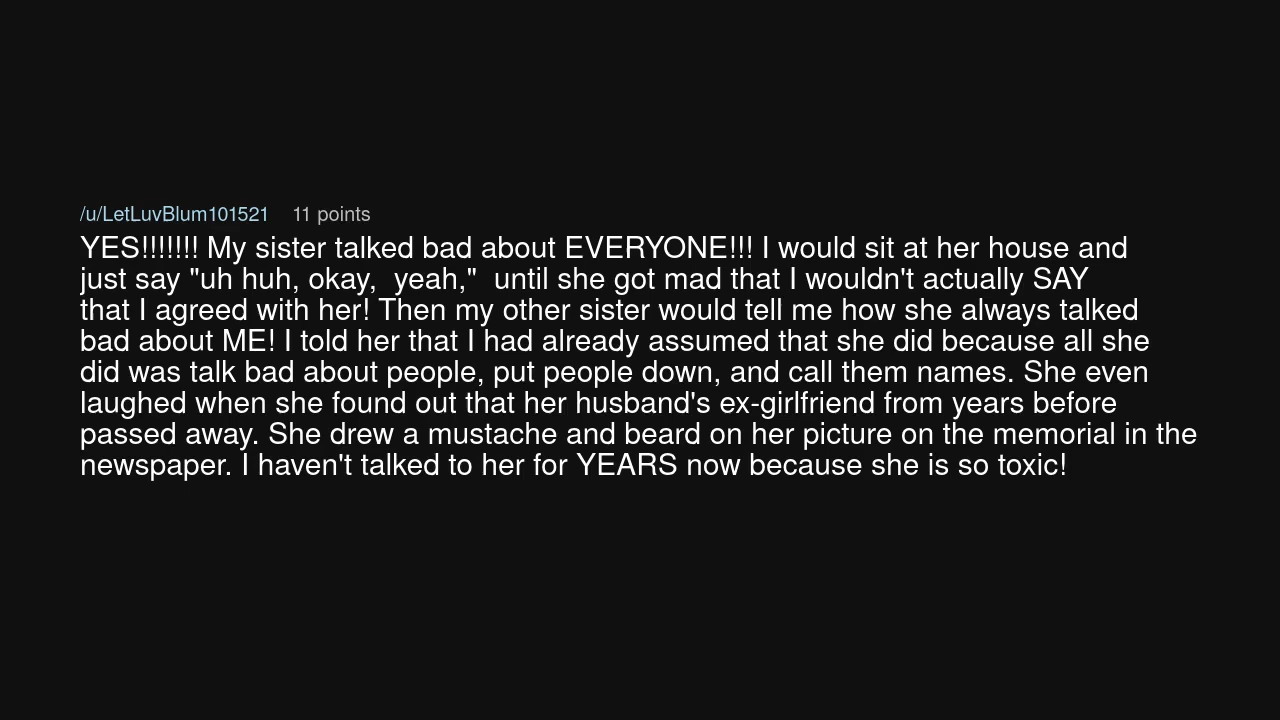 /u/LetLuvBlum101521 11 points
YES!!!!!!! My sister talked bad about EVERYONE!!! I would sit at her house and
just say "uh huh, okay,  yeah,"  until she got mad that I wouldn't actually SAY
that I agreed with her! Then my other sister would tell me how she always talked
bad about ME! I told her that I had already assumed that she did because all she
did was talk bad about people, put people down, and call them names. She even
laughed when she found out that her husband's ex-girlfriend from years before
passed away. She drew a mustache and beard on her picture on the memorial in the
newspaper. I haven't talked to her for YEARS now because she is so toxic!